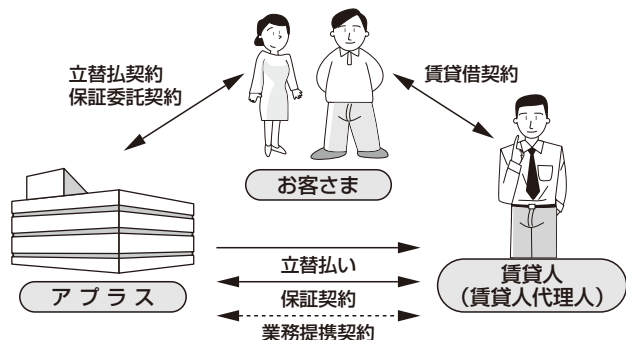 立替払契約
保証委託契約
賃貸借契約
お客さま
立替払い
アプラス
保証契約
賃貸人
（賃貸人代理人）
業務提携契約